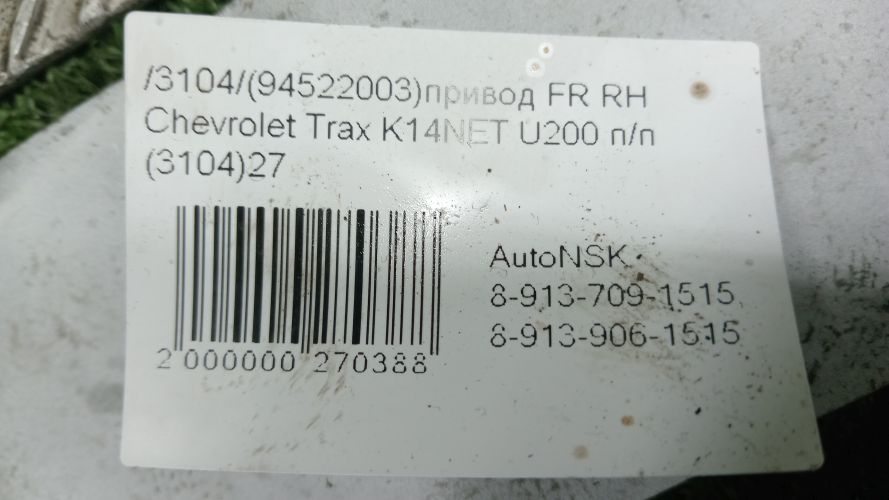 /3104/(94522003)привод FR RH
Chevrolet Trax K14NET U200 п/п
(3104)27
AutoNSK
8-913-709-1515
8-913-906-1515
2 000000 270388